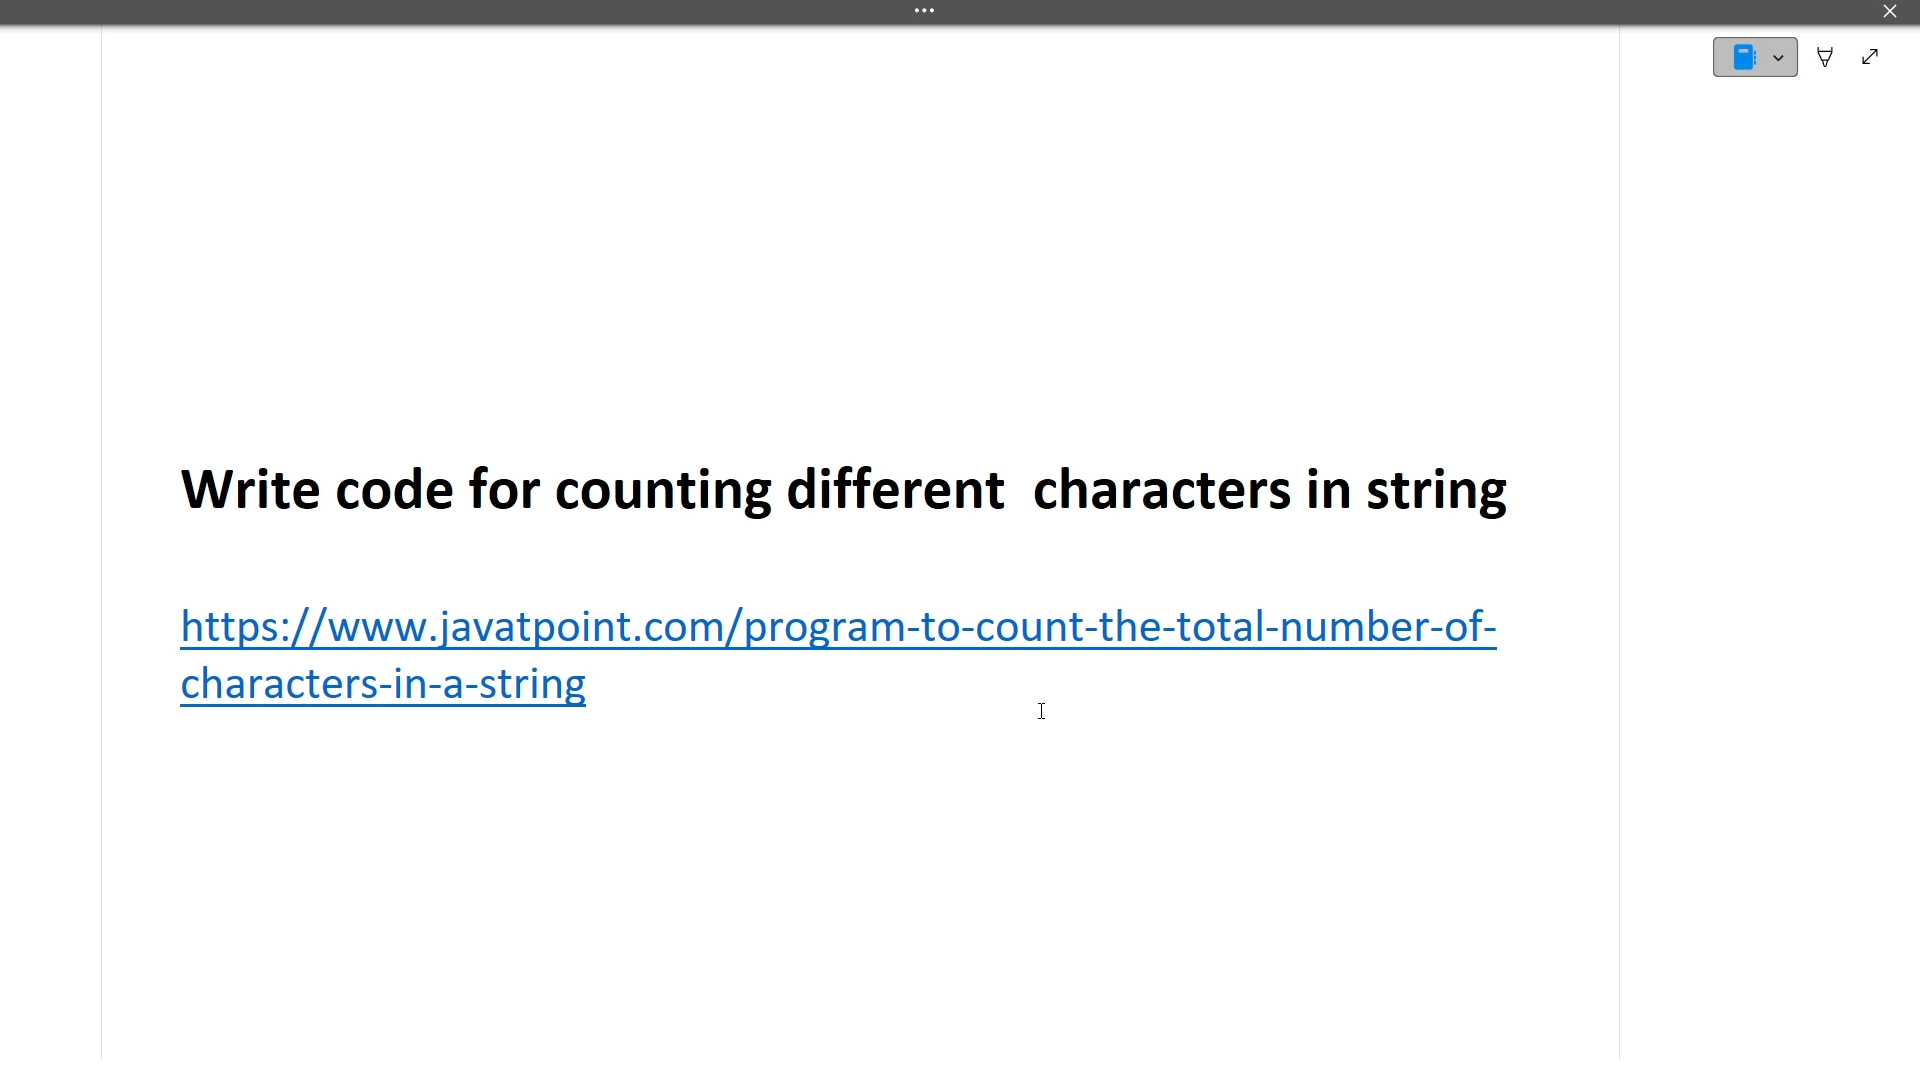 Write code for counting different  characters in string
https://www.javatpoint.com/program-to-count-the-total-number-of-
characters-in-a-string